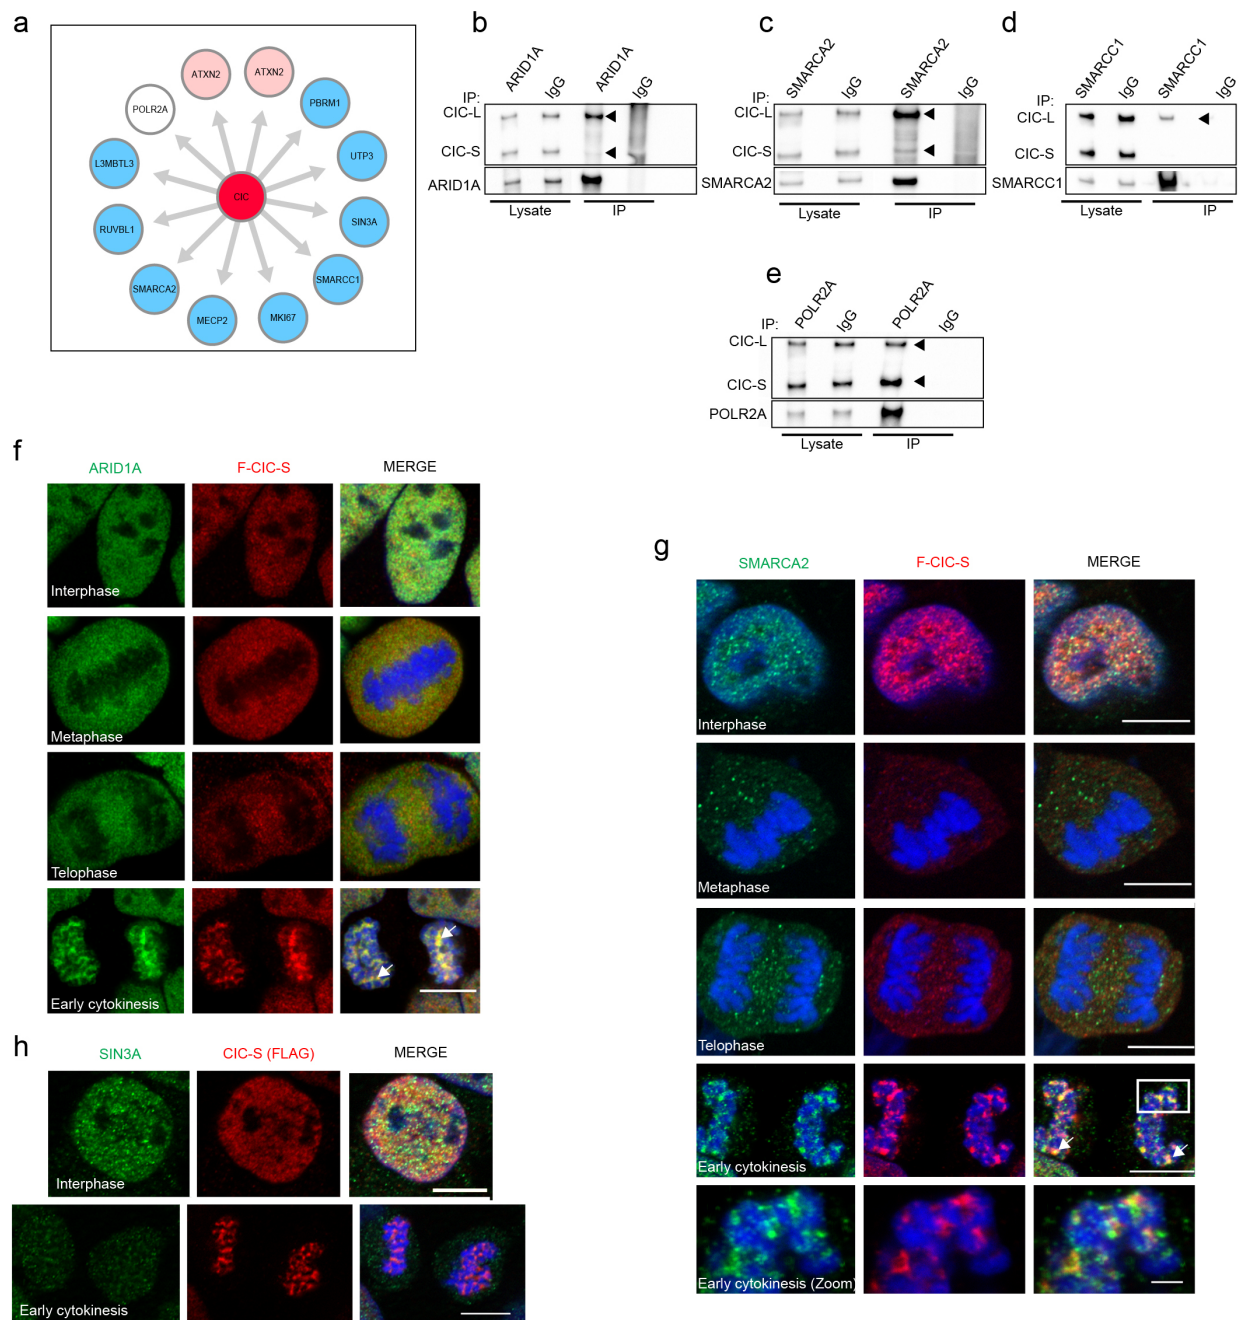 a
ATXN2
ATXN2
POLR2A
PBRM1
L3MBTL3
UTP3
CIC
RUVBL1
SIN3A
SMARCA2
SMARCC1
MECP2
MKI67
b
ARID1A
IgG
ARID1A
IgG
IP:
CIC-L
CIC-S
ARID1A
Lysate
IP
c
SMARCA2
IgG
SMARCA2
IgG
IP:
CIC-L
CIC-S
SMARCA2
Lysate
IP
d
SMARCC1
IgG
SMARCC1
IgG
IP:
CIC-L
CIC-S
SMARCC1
Lysate
IP
e
POLR2A
IgG
POLR2A
IgG
IP:
CIC-L
CIC-S
POLR2A
Lysate
IP
f
ARID1A
F-CIC-S
MERGE
Interphase
Metaphase
Telophase
Early cytokinesis
g
SMARCA2
F-CIC-S
MERGE
Interphase
Metaphase
Telophase
Early cytokinesis
Early cytokinesis (Zoom)
h
SIN3A
CIC-S (FLAG)
MERGE
Interphase
Early cytokinesis